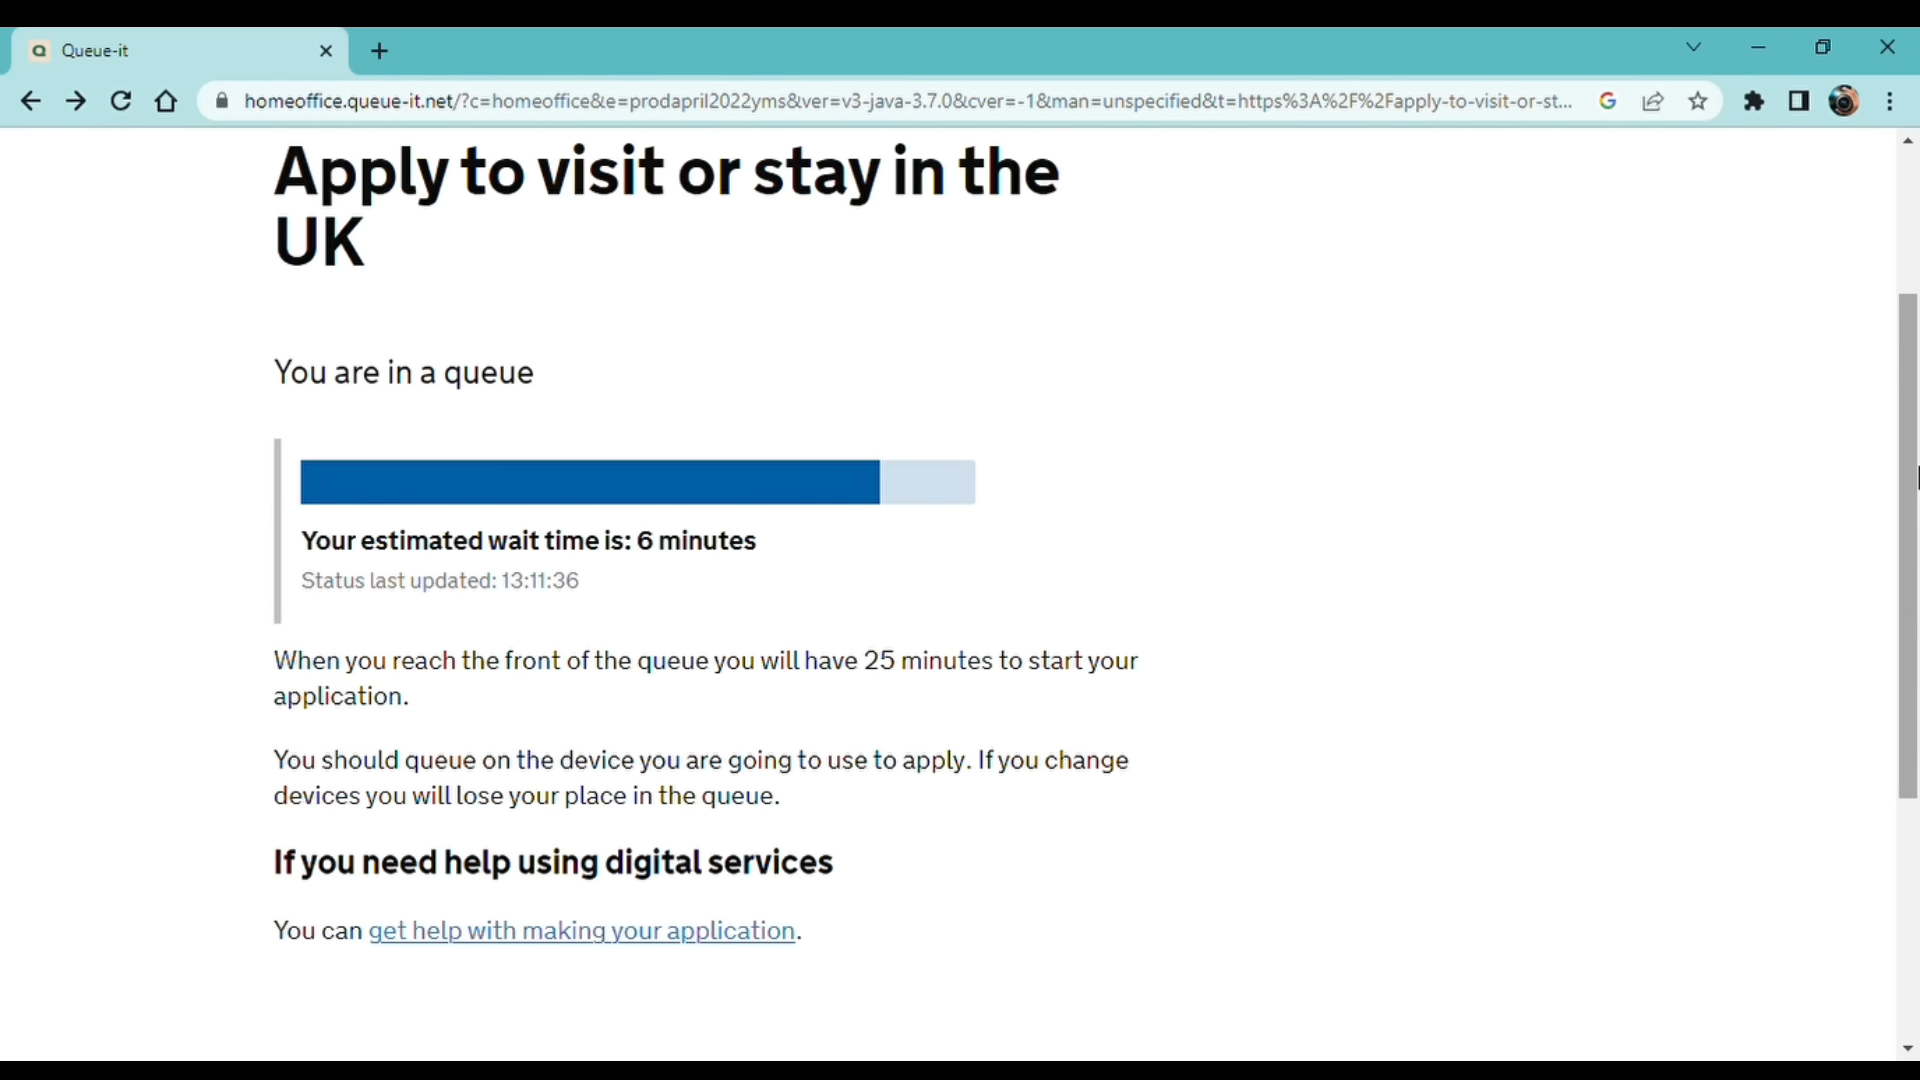 Queue-it
homeoffice.queue-it.net/?c=homeoffice&e=prodapril2022yms&ver=v3-java-3.7.0&cver=-1&man=unspecified&t=https%3A%2F%2Fapply-to-visit-or-st...
Apply to visit or stay in the
UK
You are in a queue
Your estimated wait time is: 6 minutes
Status last updated: 13:11:36
When you reach the front of the queue you will have 25 minutes to start your
application.
You should queue on the device you are going to use to apply. If you change
devices you will lose your place in the queue.
If you need help using digital services
You can get help with making your application.